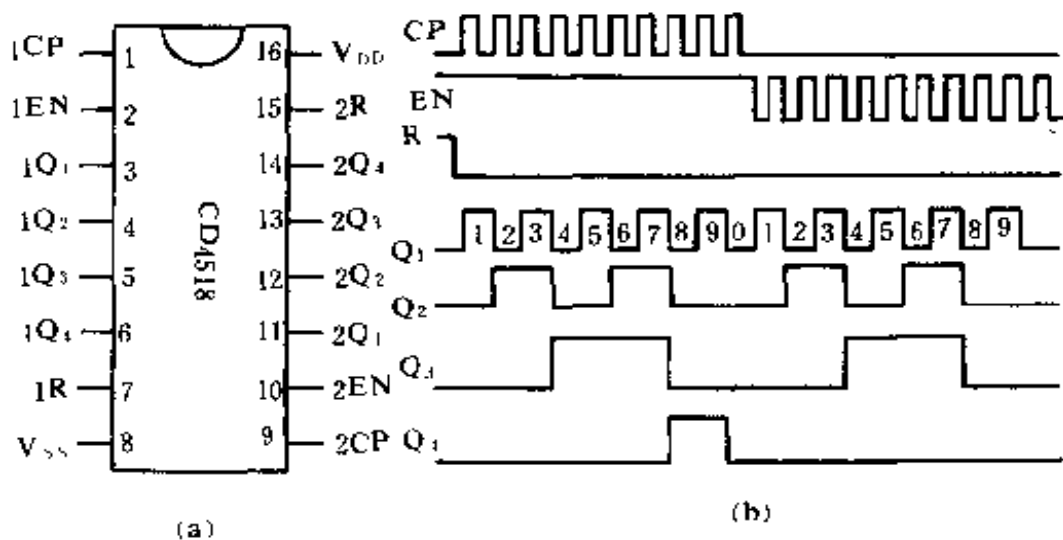 1CP 1 16 V_DD
1EN 2 15 2R
1Q₁ 3 14 2Q₄
1Q₂ 4 13 2Q₃
1Q₃ 5 12 2Q₂
1Q₄ 6 11 2Q₁
1R 7 10 2EN
V_SS 8 9 2CP
CD4518
(a)
CP
EN
R
Q₁ 1 2 3 4 5 6 7 8 9 0 1 2 3 4 5 6 7 8 9
Q₂
Q₃
Q₄
(b)